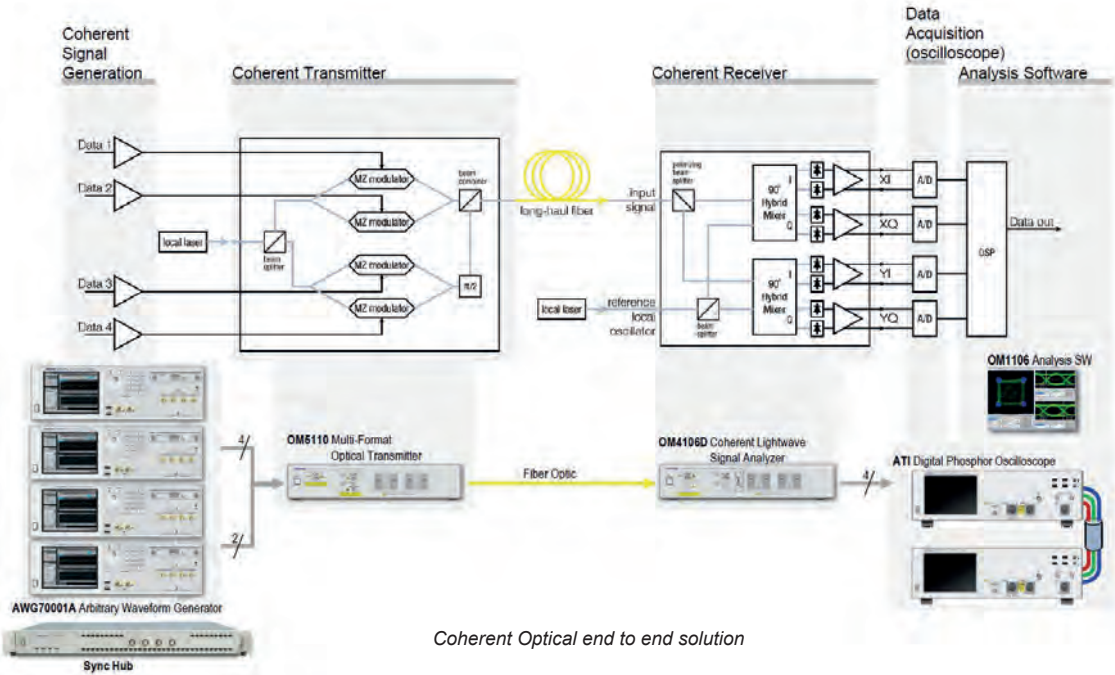 Coherent
Signal
Generation
Coherent Transmitter
Coherent Receiver
Data
Acquisition
(oscilloscope)
Analysis Software
Data 1
Data 2
Data 3
Data 4
local laser
beam
splitter
MZ modulator
MZ modulator
MZ modulator
MZ modulator
beam
combiner
π/2
long-haul fiber
input
signal
local laser
reference
local
oscillator
polarizing
beam
splitter
beam
splitter
I
90°
Hybrid
Mixer
Q
I
90°
Hybrid
Mixer
Q
XI
XQ
YI
YQ
A/D
A/D
A/D
A/D
DSP
Data out
OM1106 Analysis SW
4
2
OM5110 Multi-Format
Optical Transmitter
Fiber Optic
OM4106D Coherent Lightwave
Signal Analyzer
4
ATI Digital Phosphor Oscilloscope
AWG70001A Arbitrary Waveform Generator
Sync Hub
Coherent Optical end to end solution